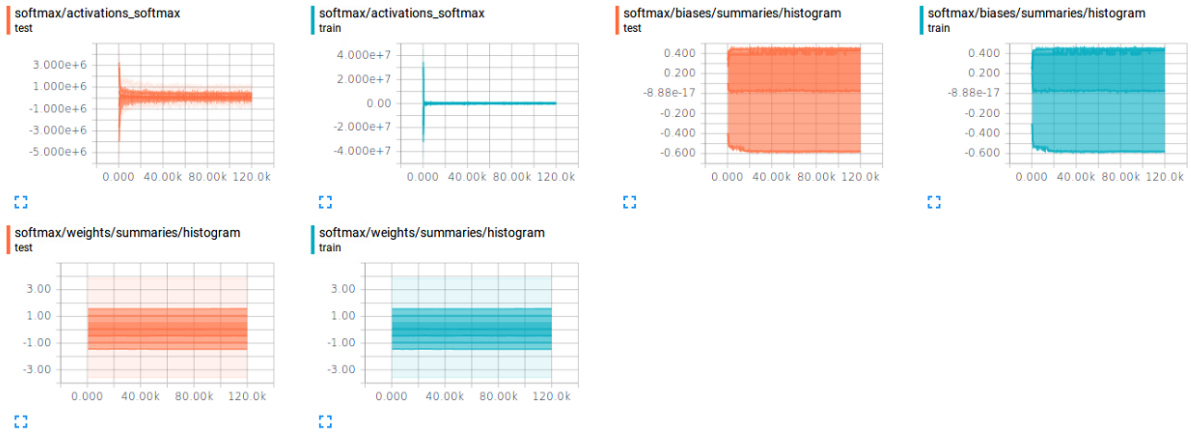 softmax/activations_softmax
test
3.000e+6
1.000e+6
-1.000e+6
-3.000e+6
-5.000e+6
0.000 40.00k 80.00k 120.0k
softmax/activations_softmax
train
4.000e+7
2.000e+7
0.00
-2.000e+7
-4.000e+7
0.000 40.00k 80.00k 120.0k
softmax/biases/summaries/histogram
test
0.400
0.200
-8.88e-17
-0.200
-0.400
-0.600
0.000 40.00k 80.00k 120.0k
softmax/biases/summaries/histogram
train
0.400
0.200
-8.88e-17
-0.200
-0.400
-0.600
0.000 40.00k 80.00k 120.0k
softmax/weights/summaries/histogram
test
3.00
1.00
-1.00
-3.00
0.000 40.00k 80.00k 120.0k
softmax/weights/summaries/histogram
train
3.00
1.00
-1.00
-3.00
0.000 40.00k 80.00k 120.0k